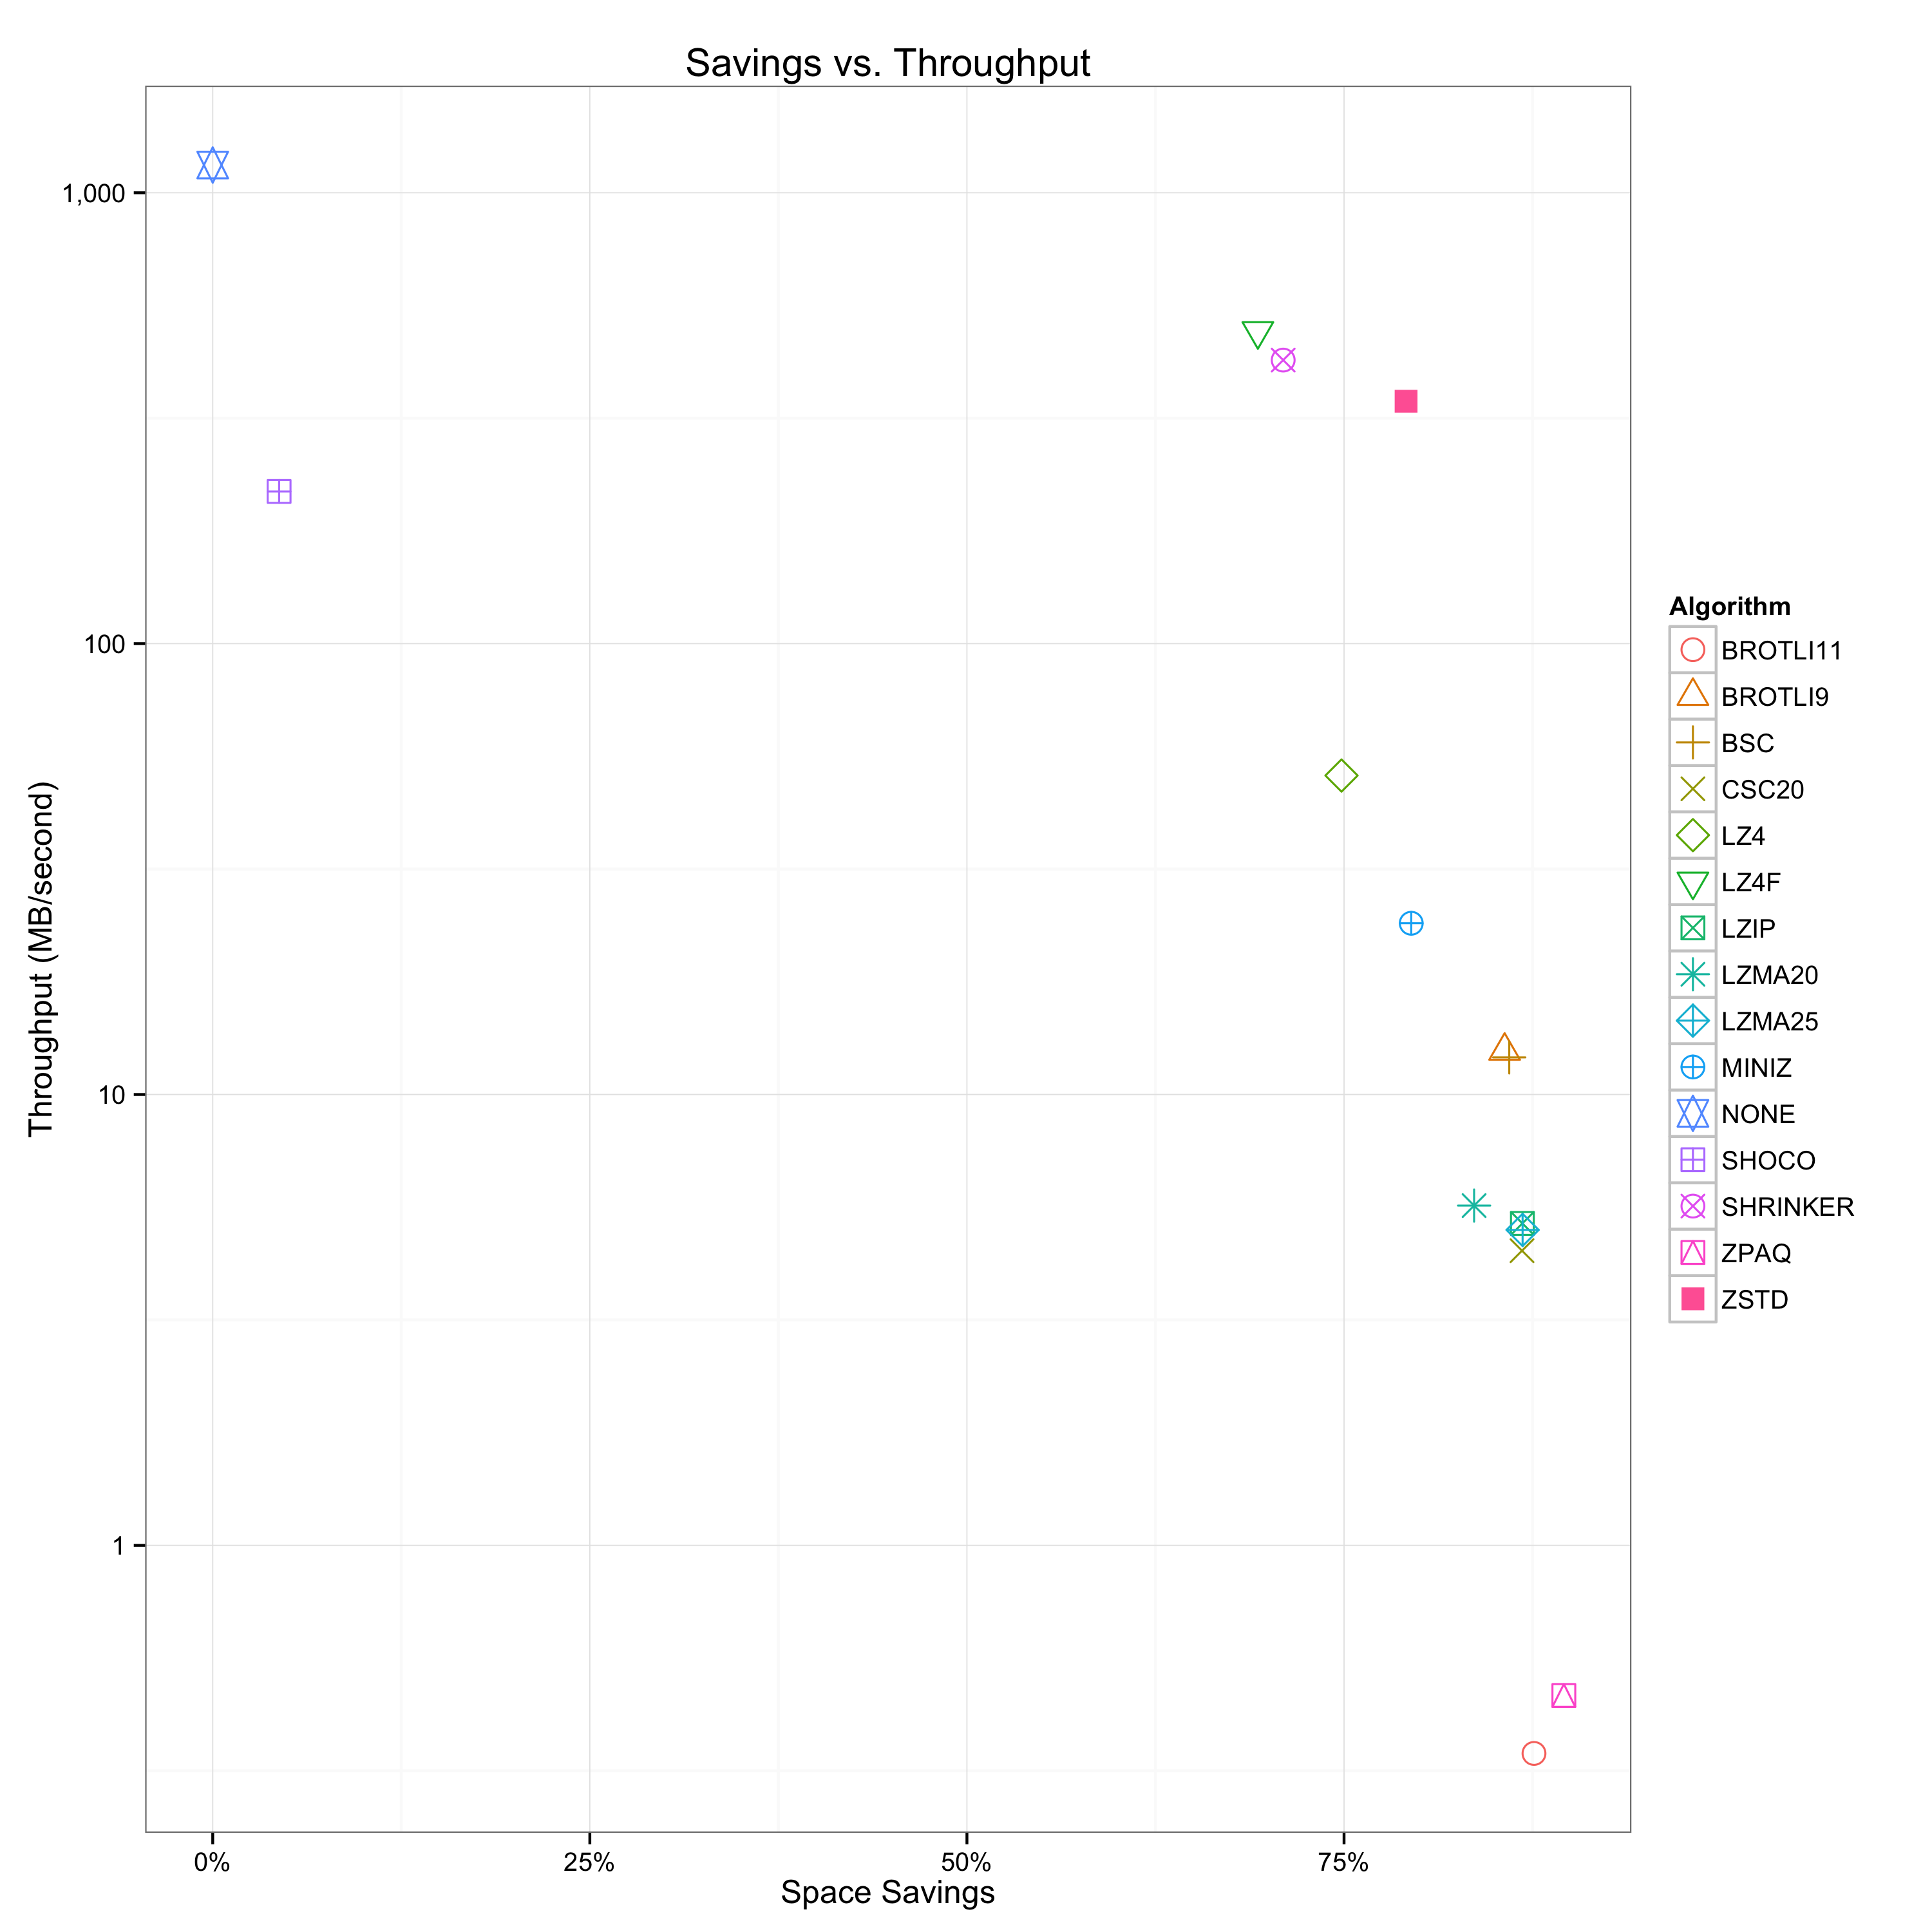 Savings vs. Throughput
1,000
100
10
1
Throughput (MB/second)
0%
25%
50%
75%
Space Savings
Algorithm
BROTLI11
BROTLI9
BSC
CSC20
LZ4
LZ4F
LZIP
LZMA20
LZMA25
MINIZ
NONE
SHOCO
SHRINKER
ZPAQ
ZSTD